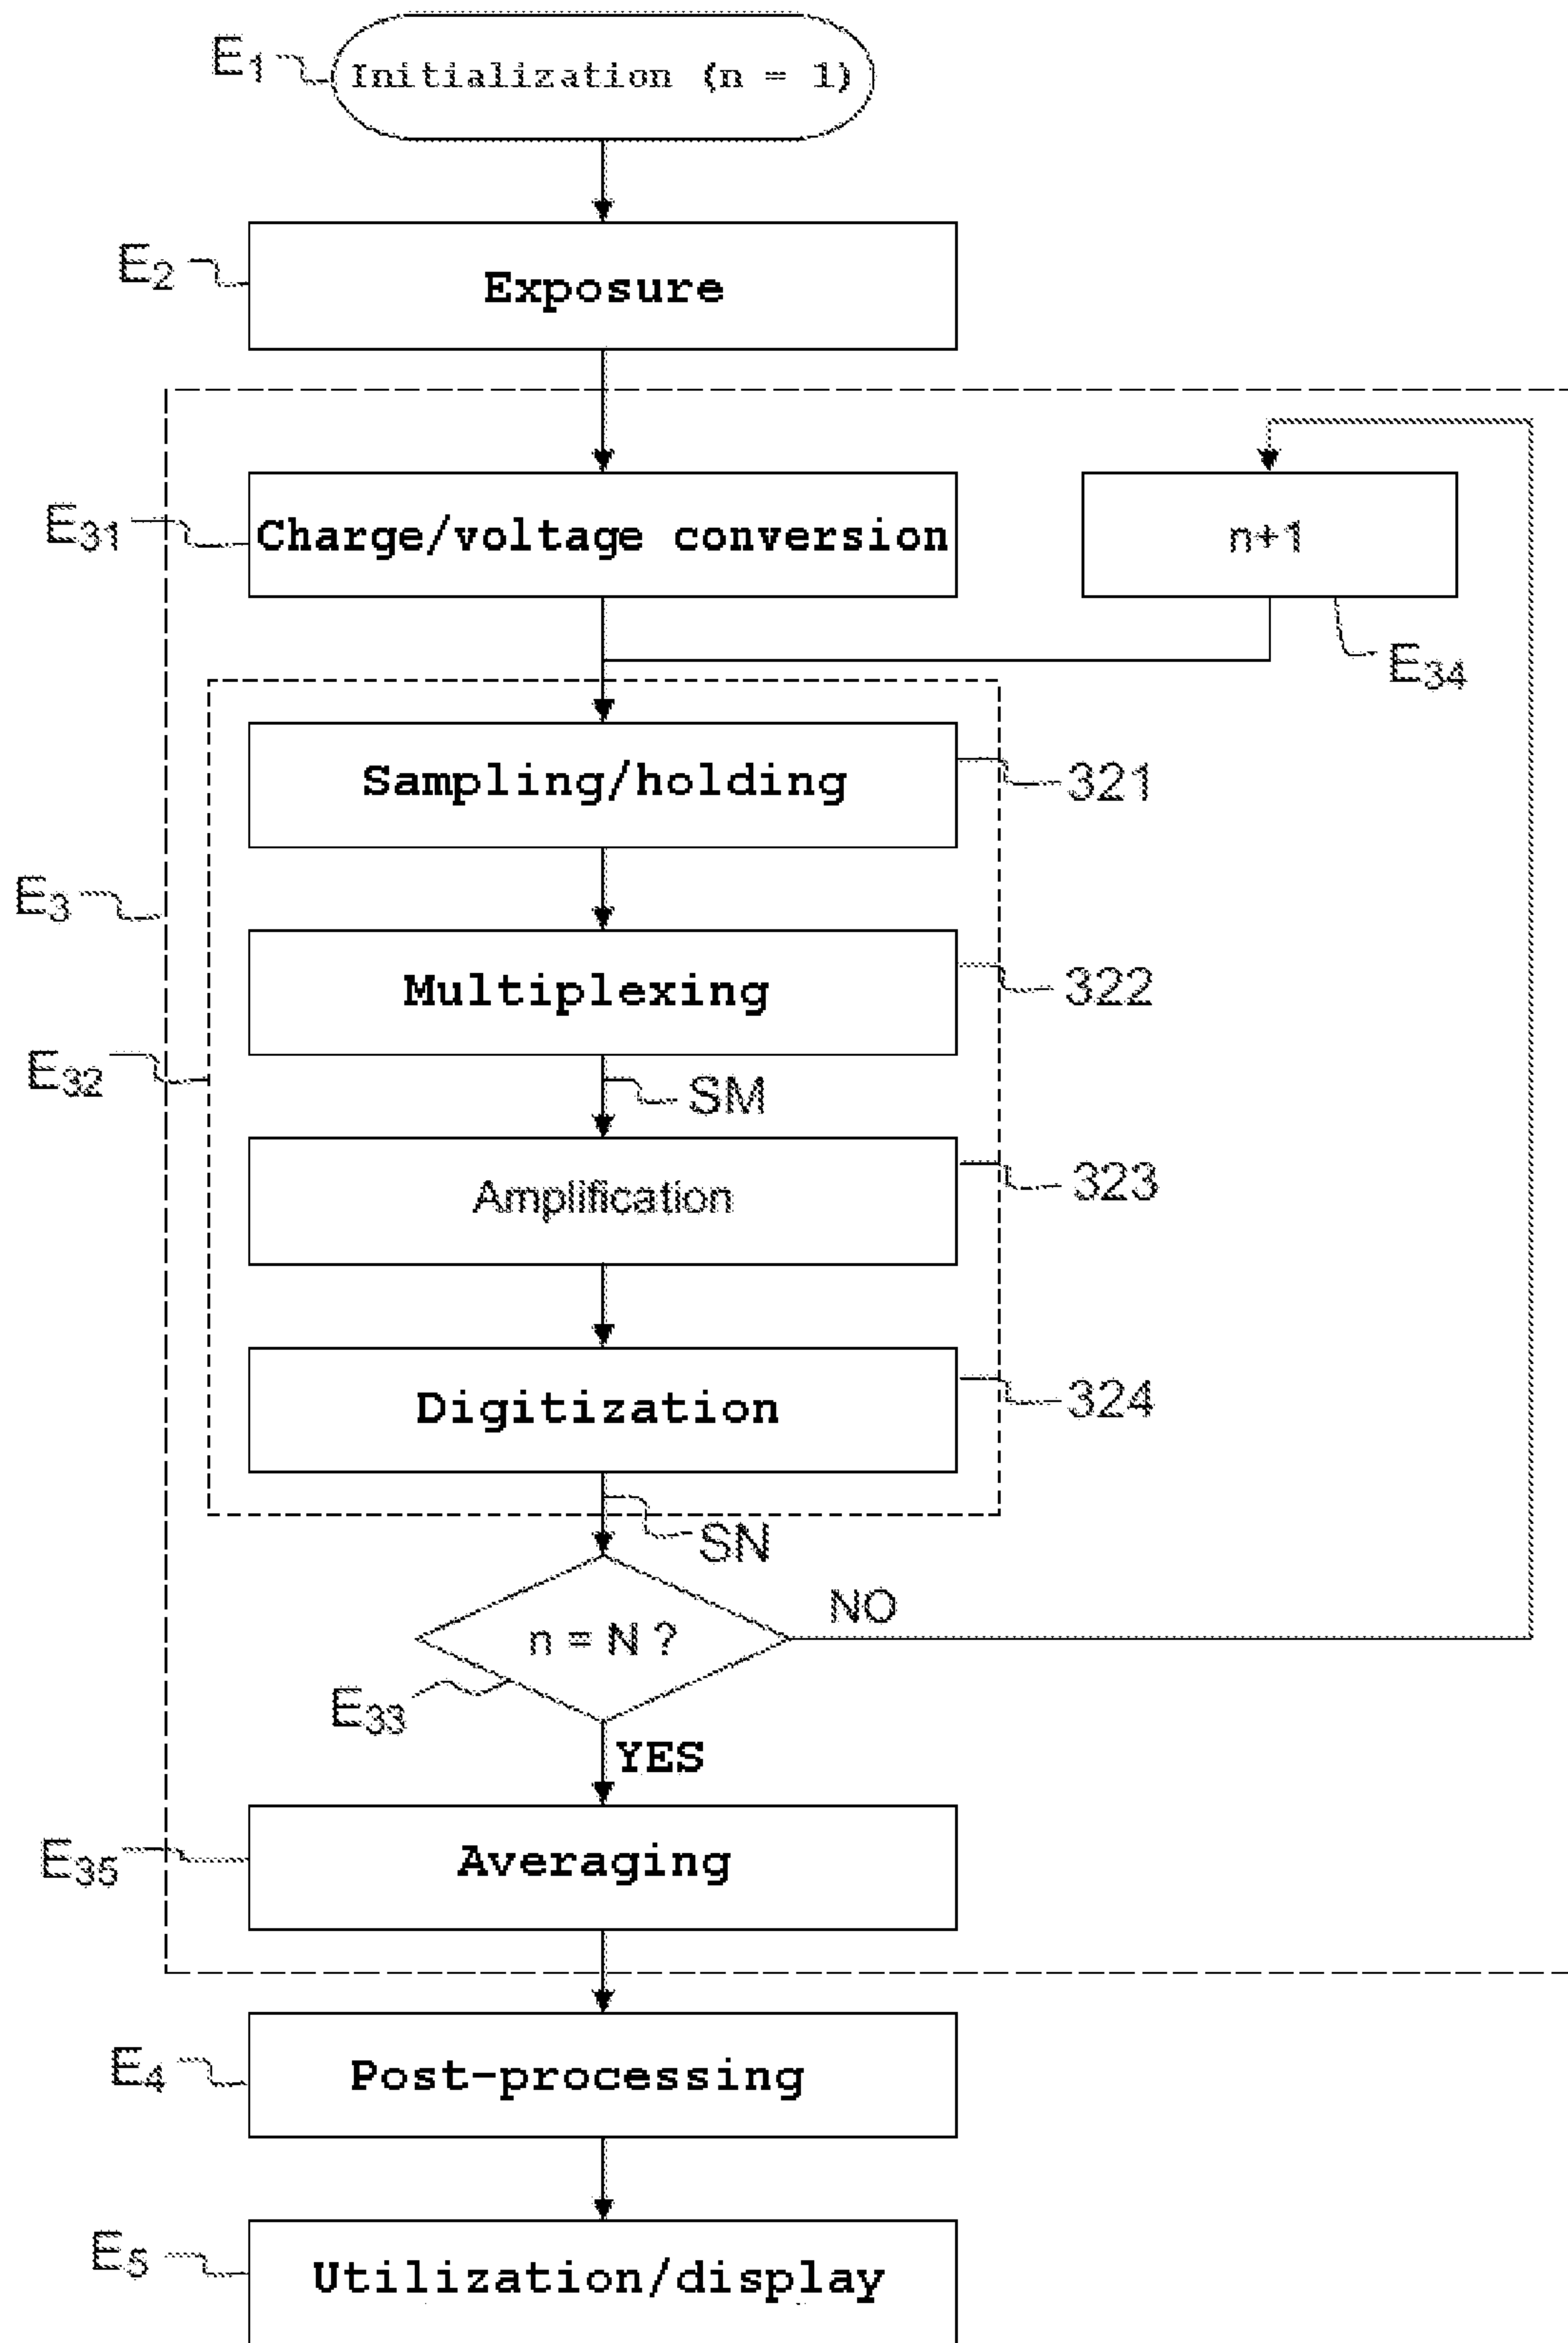 E1 Initialization (n = 1)
E2 Exposure
E31 Charge/voltage conversion
n+1
E34
Sampling/holding 321
E3
Multiplexing 322
E32
SM
Amplification 323
Digitization 324
SN
n = N ?
NO
E33
YES
E35 Averaging
E4 Post-processing
E5 Utilization/display